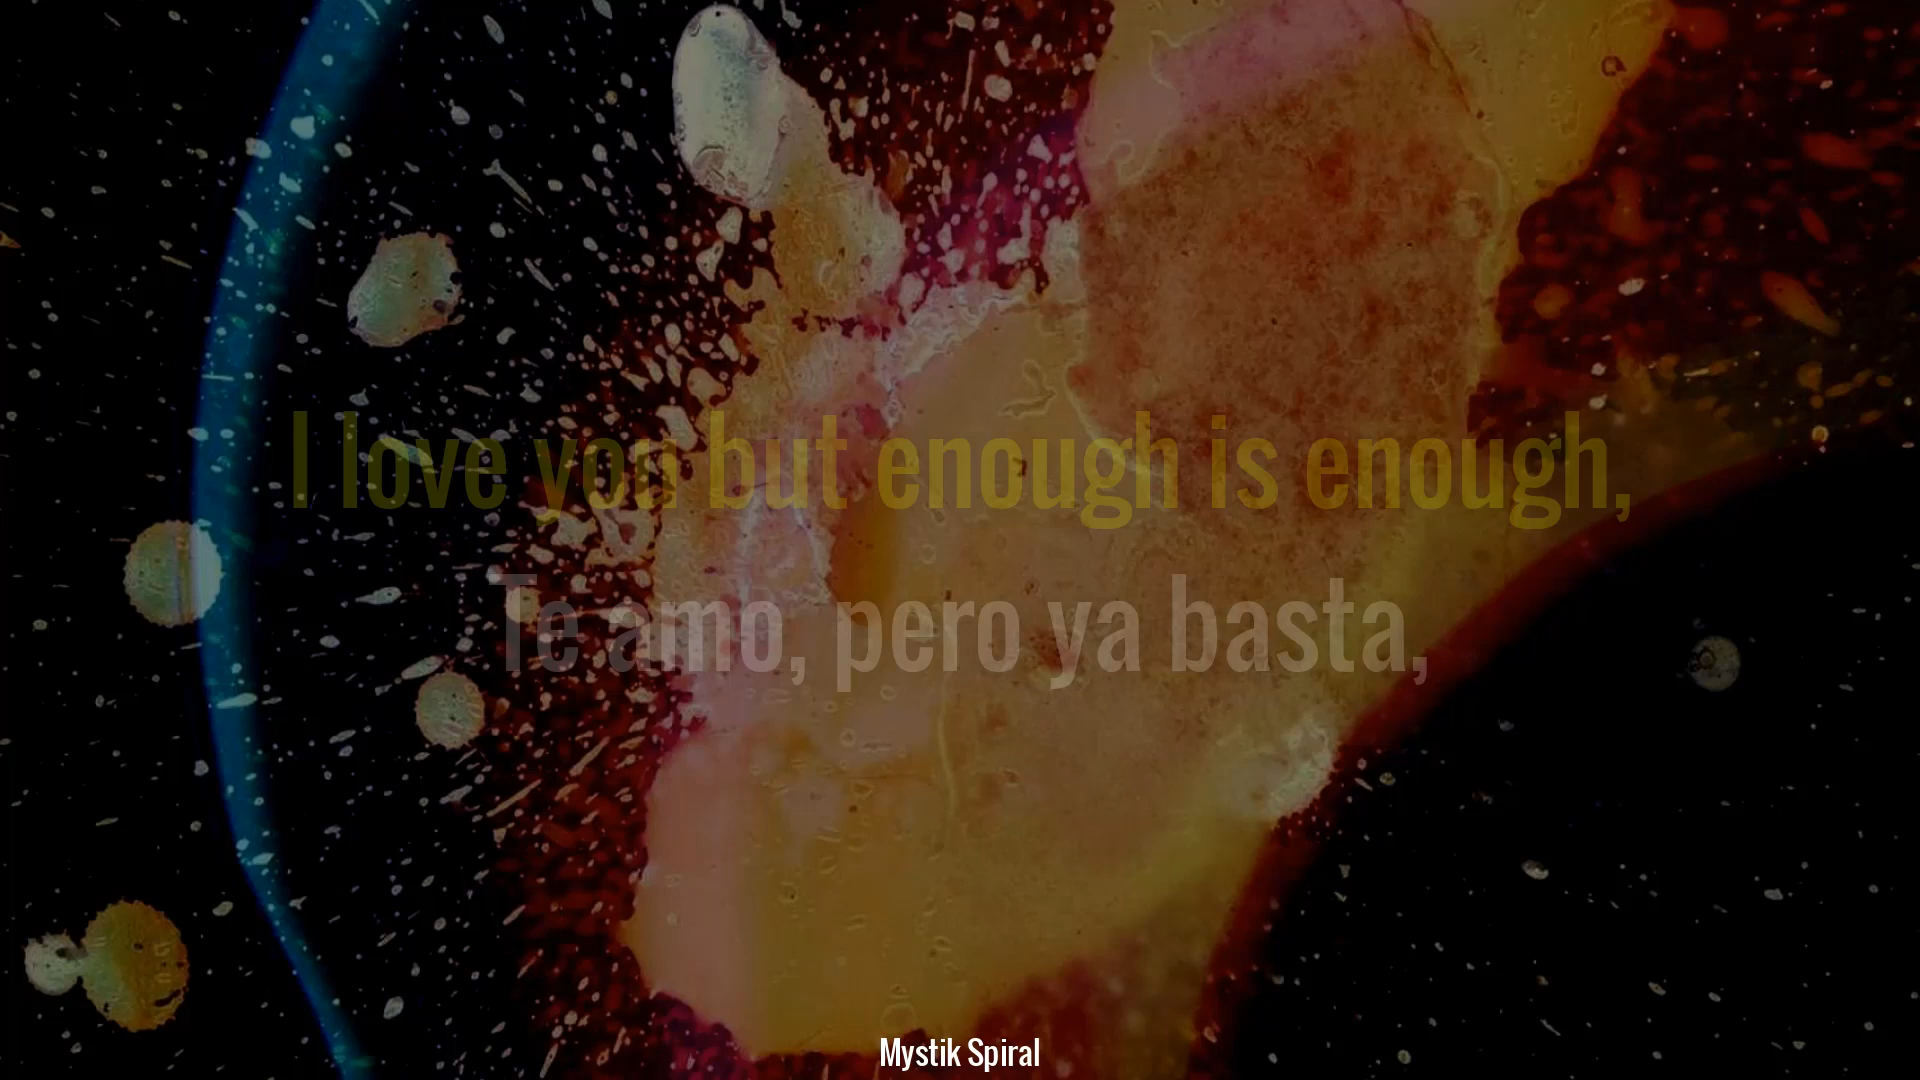 I love you but enough is enough,
Te amo, pero ya basta,
Mystik Spiral